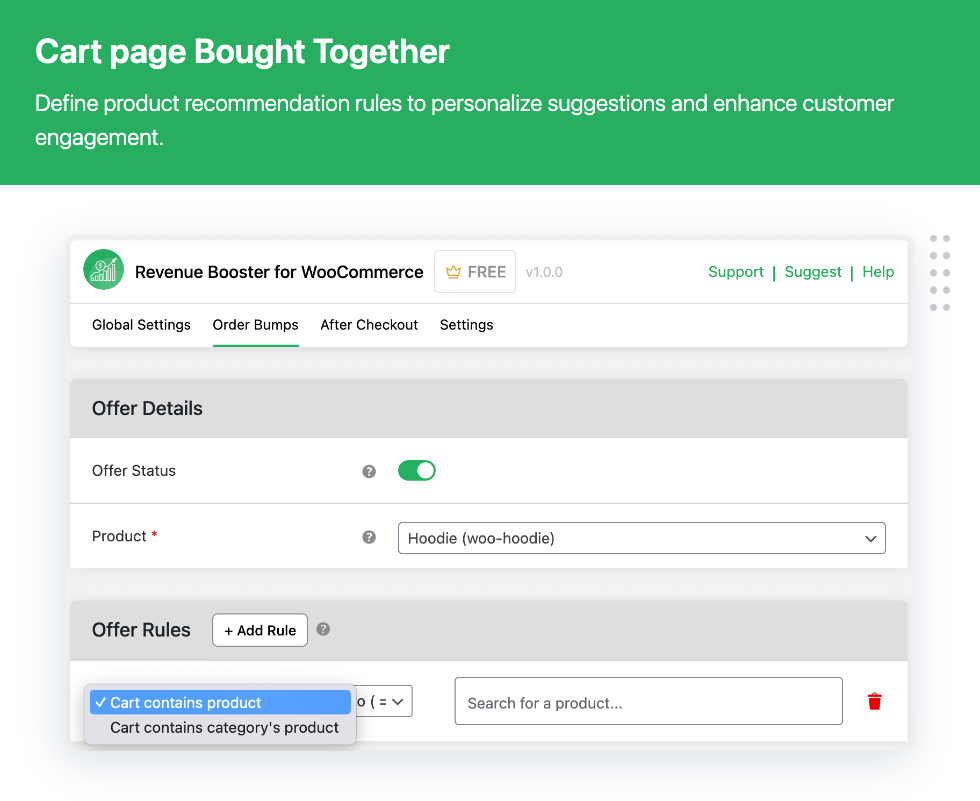 Cart page Bought Together
Define product recommendation rules to personalize suggestions and enhance customer
engagement.
Revenue Booster for WooCommerce FREE v1.0.0 Support | Suggest | Help
Global Settings Order Bumps After Checkout Settings
Offer Details
Offer Status ?
Product * ? Hoodie (woo-hoodie)
Offer Rules + Add Rule ?
✓ Cart contains product o ( = Search for a product...
Cart contains category's product